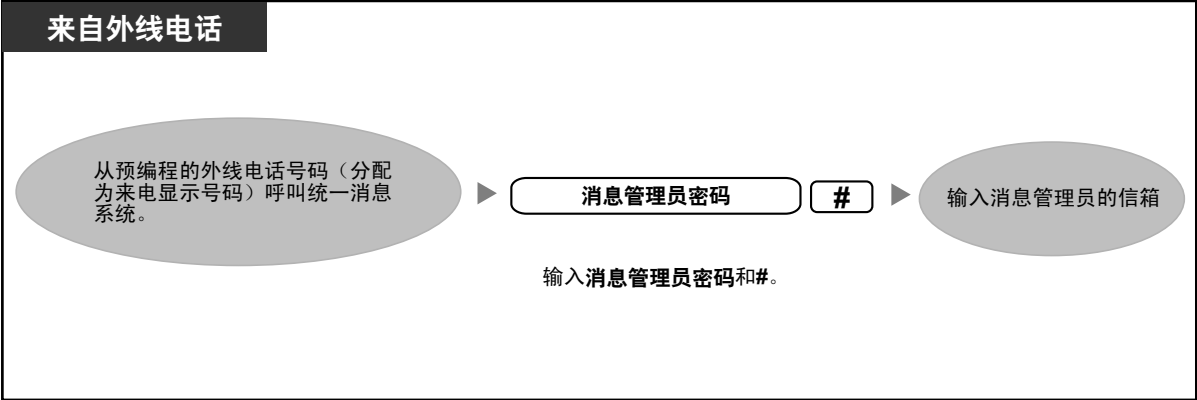 来自外线电话
从预编程的外线电话号码（分配
为来电显示号码）呼叫统一消息
系统。
消息管理员密码
#
输入消息管理员的信箱
输入消息管理员密码和#。